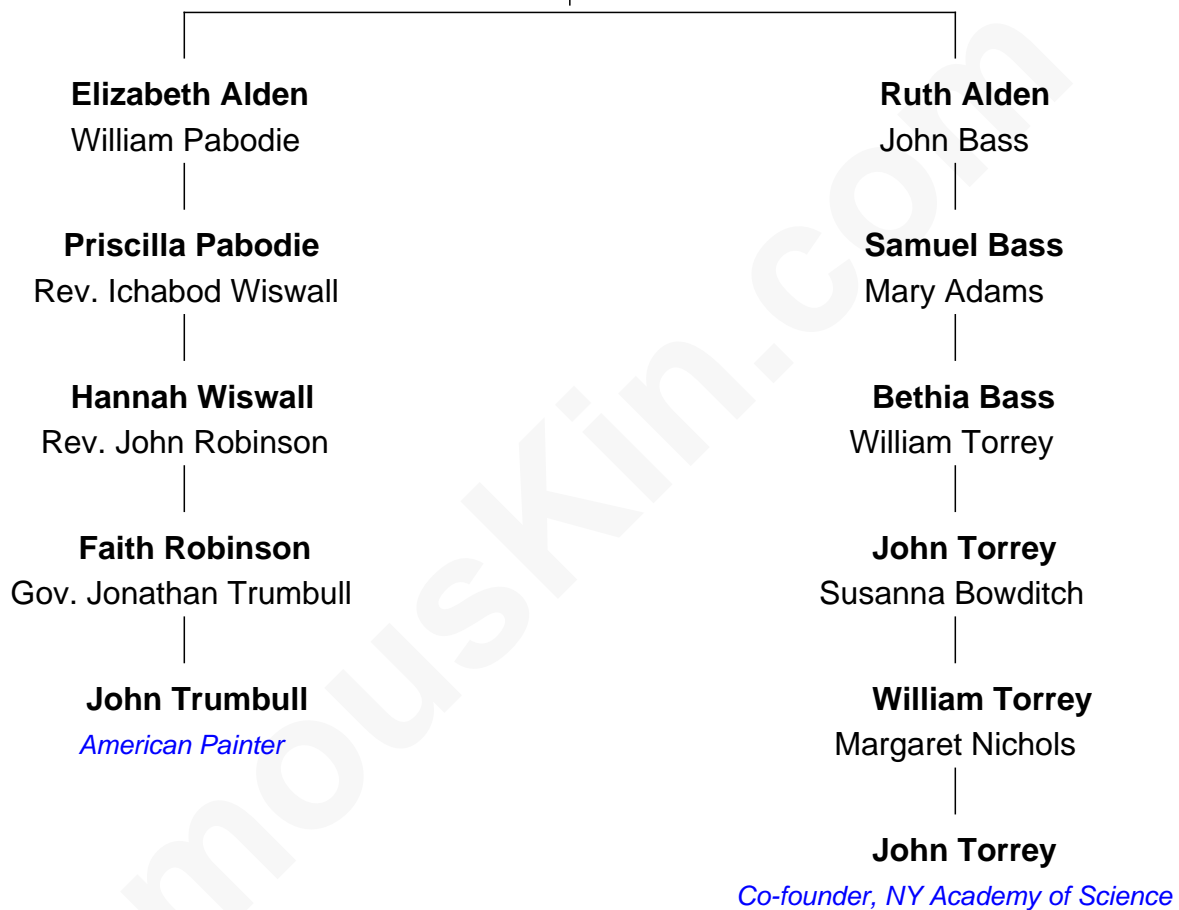 Elizabeth Alden
William Pabodie
Priscilla Pabodie
Rev. Ichabod Wiswall
Hannah Wiswall
Rev. John Robinson
Faith Robinson
Gov. Jonathan Trumbull
John Trumbull
American Painter
Ruth Alden
John Bass
Samuel Bass
Mary Adams
Bethia Bass
William Torrey
John Torrey
Susanna Bowditch
William Torrey
Margaret Nichols
John Torrey
Co-founder, NY Academy of Science
mousKin.com